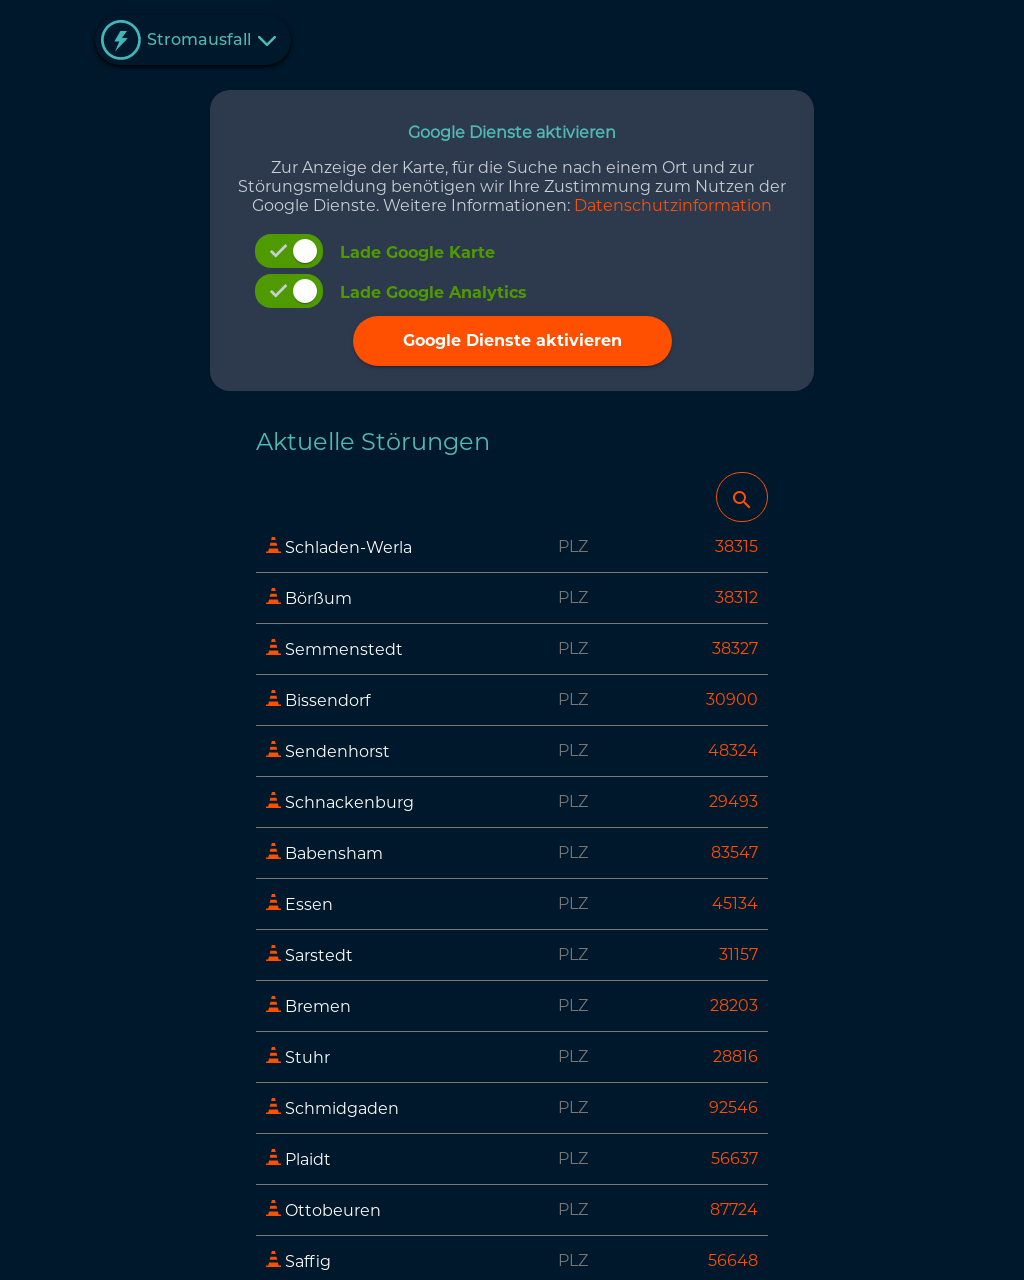 Stromausfall
Google Dienste aktivieren
Zur Anzeige der Karte, für die Suche nach einem Ort und zur
Störungsmeldung benötigen wir Ihre Zustimmung zum Nutzen der
Google Dienste. Weitere Informationen: Datenschutzinformation
Lade Google Karte
Lade Google Analytics
Google Dienste aktivieren
Aktuelle Störungen
Schladen-Werla PLZ 38315
Börßum PLZ 38312
Semmenstedt PLZ 38327
Bissendorf PLZ 30900
Sendenhorst PLZ 48324
Schnackenburg PLZ 29493
Babensham PLZ 83547
Essen PLZ 45134
Sarstedt PLZ 31157
Bremen PLZ 28203
Stuhr PLZ 28816
Schmidgaden PLZ 92546
Plaidt PLZ 56637
Ottobeuren PLZ 87724
Saffig PLZ 56648